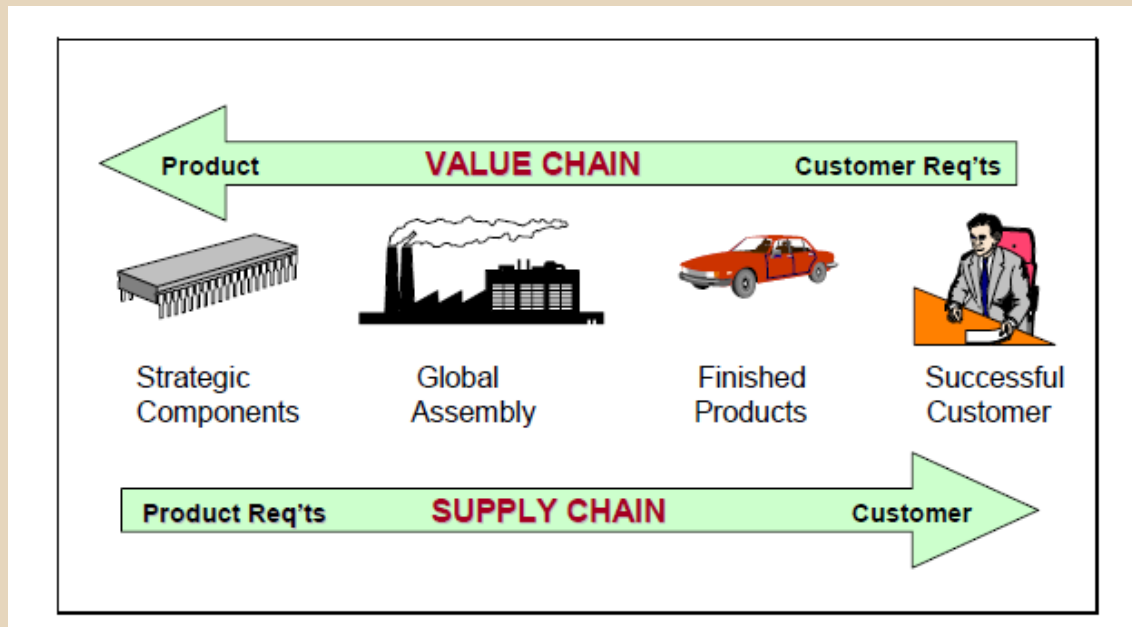 Product VALUE CHAIN Customer Req'ts
Strategic Components
Global Assembly
Finished Products
Successful Customer
Product Req'ts SUPPLY CHAIN Customer